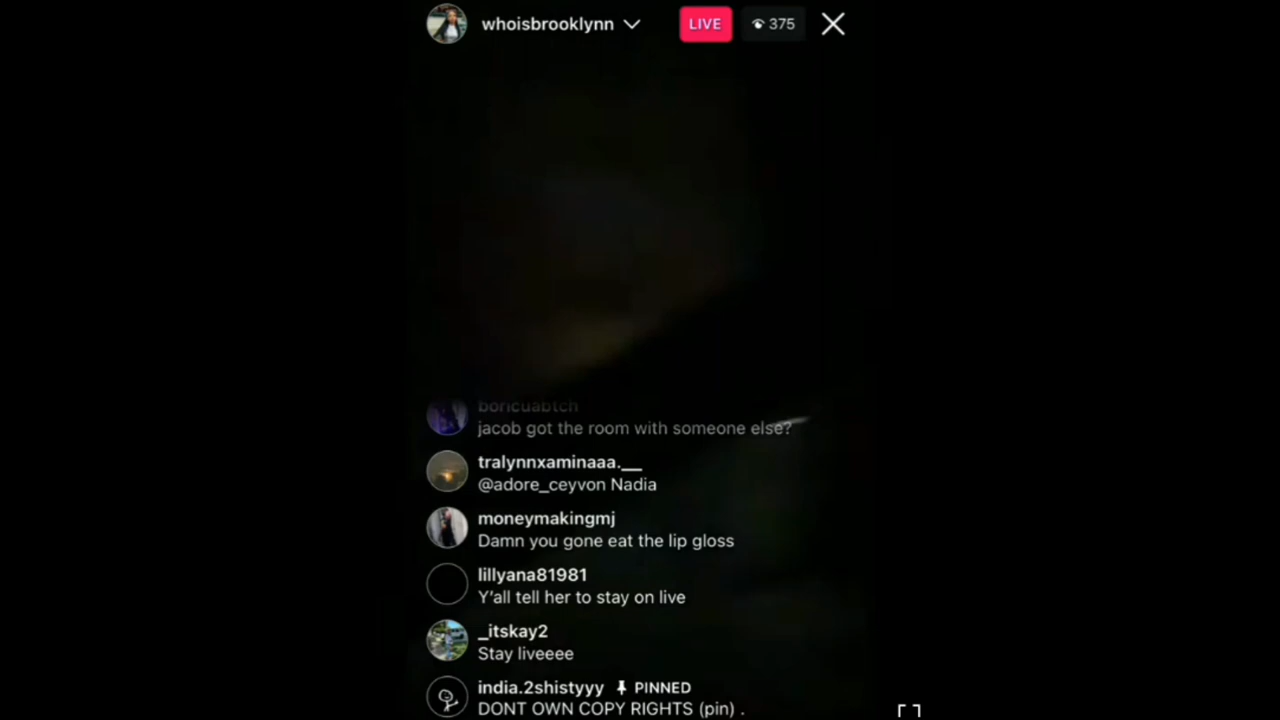 whoisbrooklynn
LIVE
375
boricuabtch
jacob got the room with someone else?
tralynnxaminaaa.__
@adore_ceyvon Nadia
moneymakingmj
Damn you gone eat the lip gloss
lillyana81981
Y'all tell her to stay on live
_itskay2
Stay liveeee
india.2shistyyy PINNED
DONT OWN COPY RIGHTS (pin) .